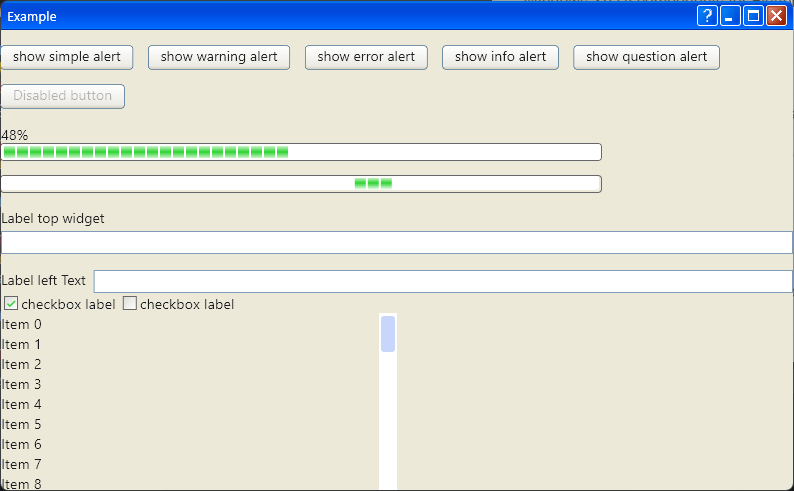 Example
show simple alert show warning alert show error alert show info alert show question alert
Disabled button
48%
Label top widget
Label left Text
checkbox label checkbox label
Item 0
Item 1
Item 2
Item 3
Item 4
Item 5
Item 6
Item 7
Item 8